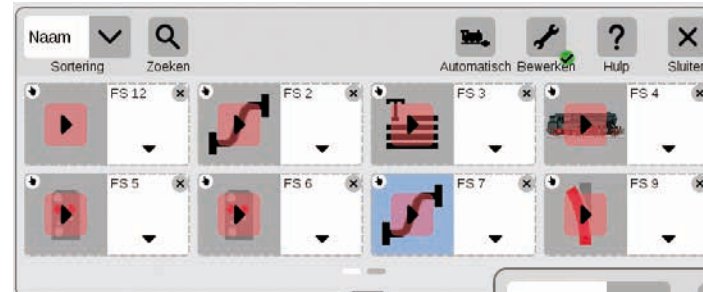 Naam
Sortering Zoeken Automatisch Bewerken Hulp Sluiten
FS 12 FS 2 FS 3 FS 4
FS 5 FS 6 FS 7 FS 9